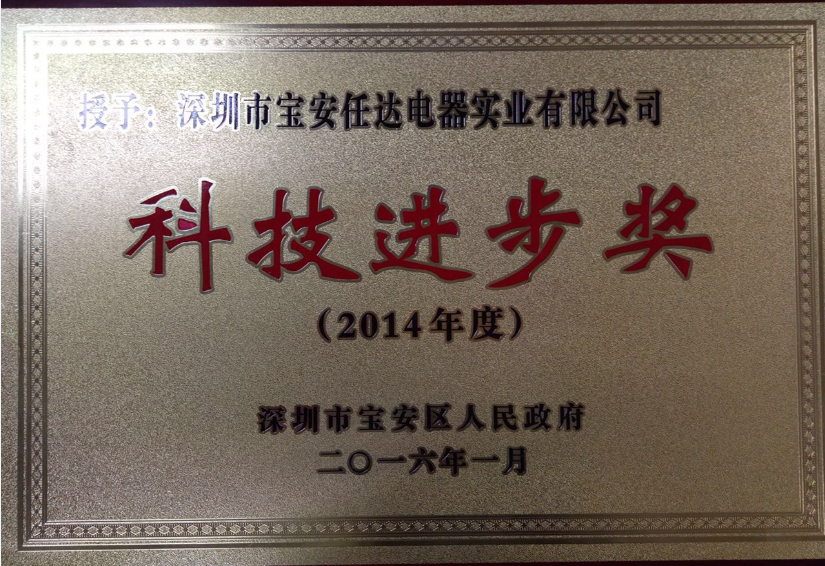 授予：深圳市宝安任达电器实业有限公司
科技进步奖
（2014年度）
深圳市宝安区人民政府
二〇一六年一月